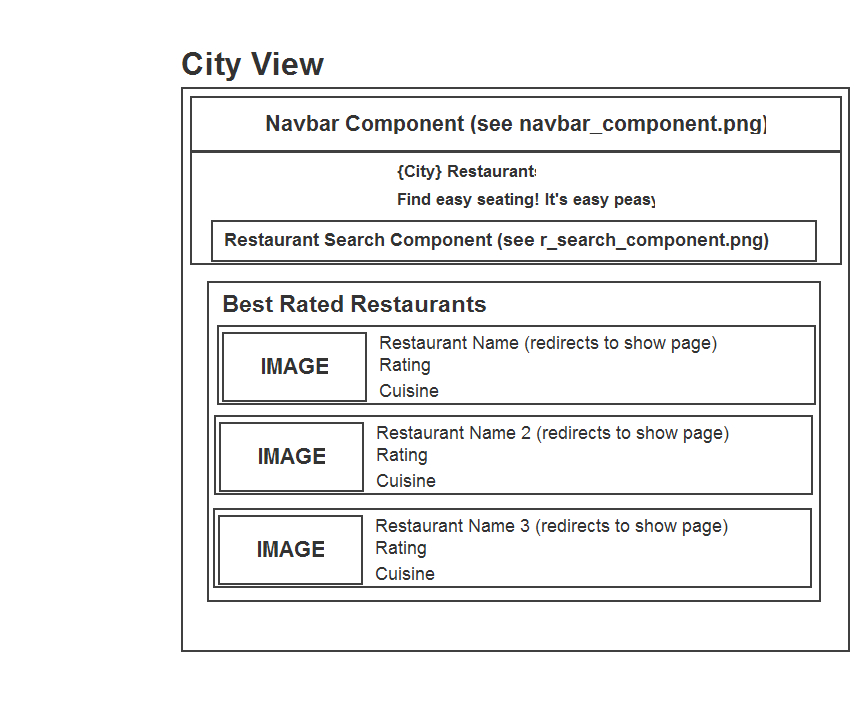 City View
Navbar Component (see navbar_component.png)
{City} Restaurants
Find easy seating! It's easy peasy
Restaurant Search Component (see r_search_component.png)
Best Rated Restaurants
IMAGE
Restaurant Name (redirects to show page)
Rating
Cuisine
IMAGE
Restaurant Name 2 (redirects to show page)
Rating
Cuisine
IMAGE
Restaurant Name 3 (redirects to show page)
Rating
Cuisine